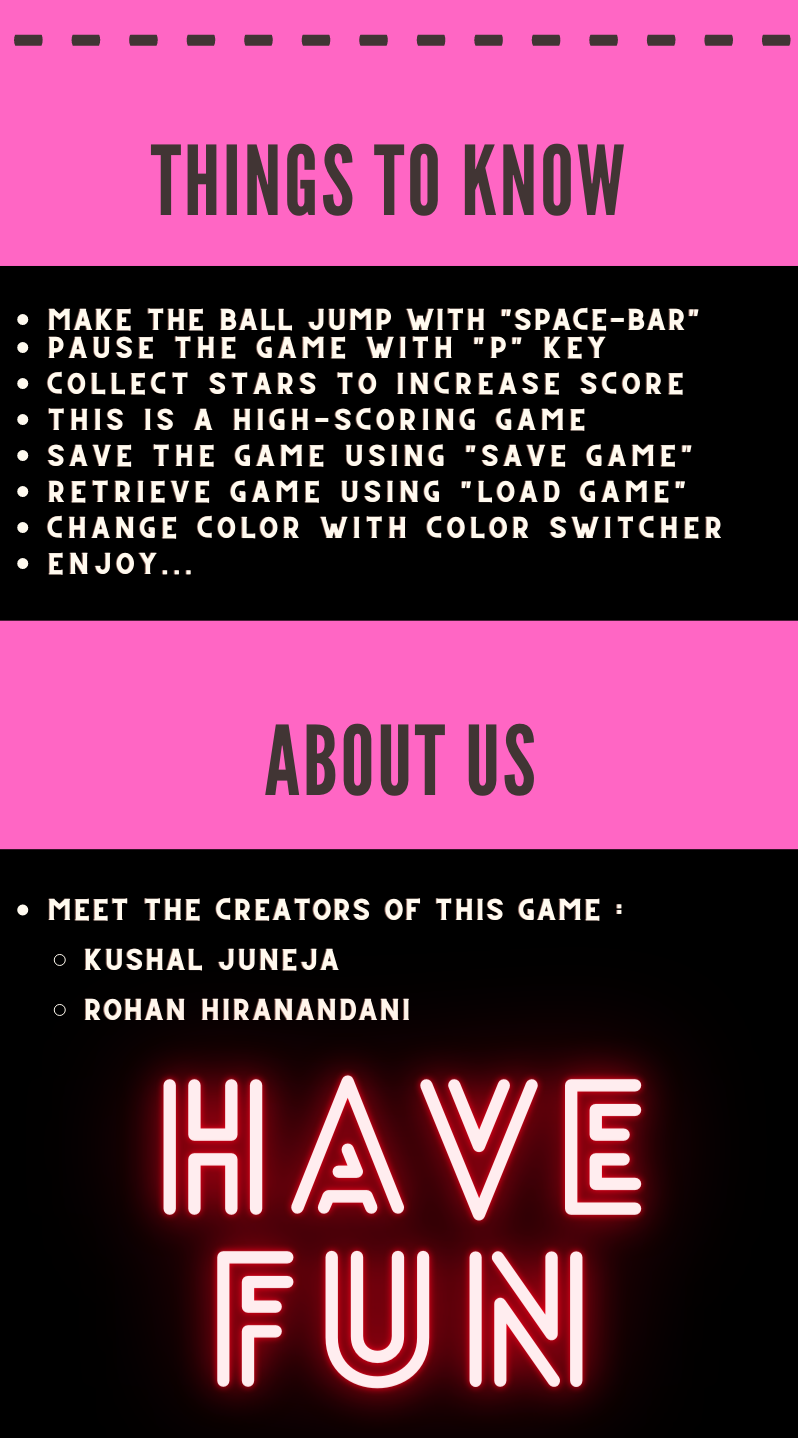 THINGS TO KNOW
MAKE THE BALL JUMP WITH "SPACE-BAR"
PAUSE THE GAME WITH "P" KEY
COLLECT STARS TO INCREASE SCORE
THIS IS A HIGH-SCORING GAME
SAVE THE GAME USING "SAVE GAME"
RETRIEVE GAME USING "LOAD GAME"
CHANGE COLOR WITH COLOR SWITCHER
ENJOY...
ABOUT US
MEET THE CREATORS OF THIS GAME :
KUSHAL JUNEJA
ROHAN HIRANANDANI
HAVE
FUN